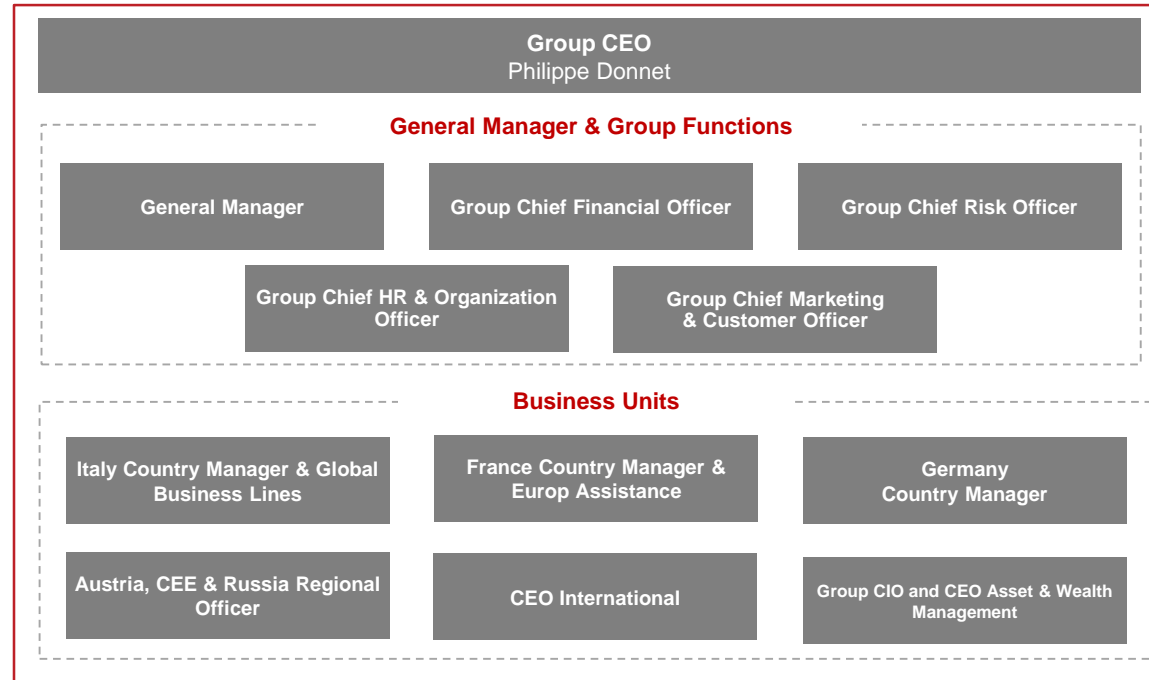 Group CEO
Philippe Donnet
General Manager & Group Functions
General Manager
Group Chief Financial Officer
Group Chief Risk Officer
Group Chief HR & Organization
Officer
Group Chief Marketing
& Customer Officer
Business Units
Italy Country Manager & Global
Business Lines
France Country Manager &
Europ Assistance
Germany
Country Manager
Austria, CEE & Russia Regional
Officer
CEO International
Group CIO and CEO Asset & Wealth
Management